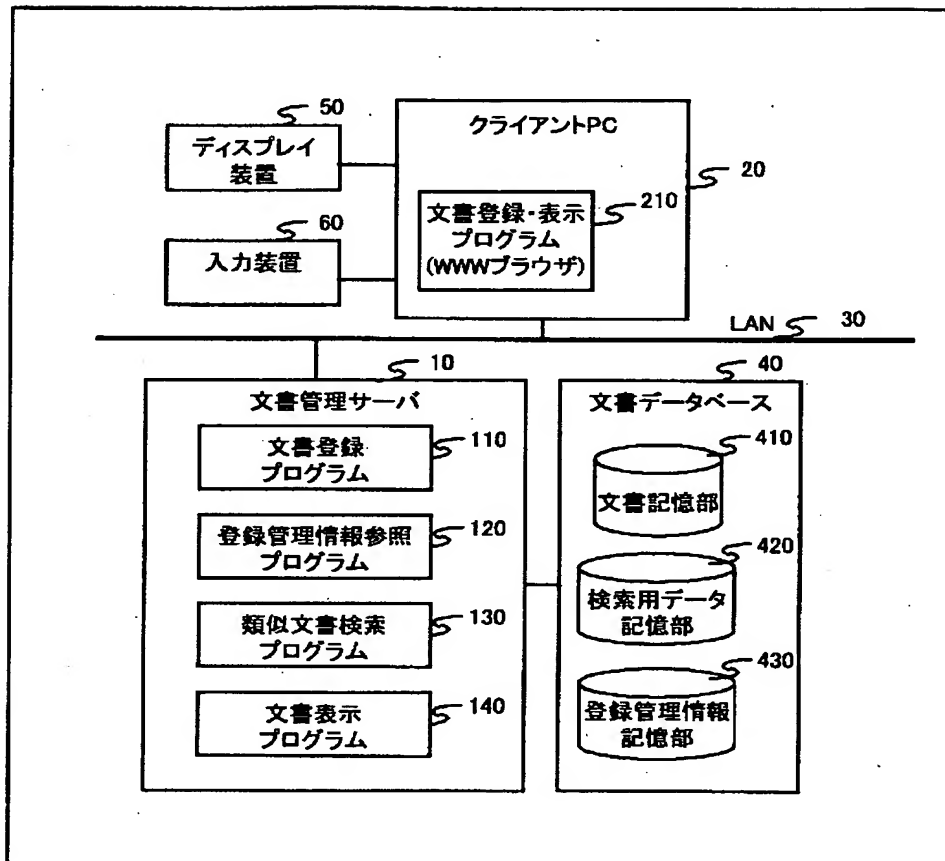 50
ディスプレイ
装置
60
入力装置
クライアントPC
20
文書登録・表示
プログラム
(WWWブラウザ)
210
LAN
30
10
文書管理サーバ
文書登録
プログラム
110
登録管理情報参照
プログラム
120
類似文書検索
プログラム
130
文書表示
プログラム
140
40
文書データベース
410
文書記憶部
420
検索用データ
記憶部
430
登録管理情報
記憶部